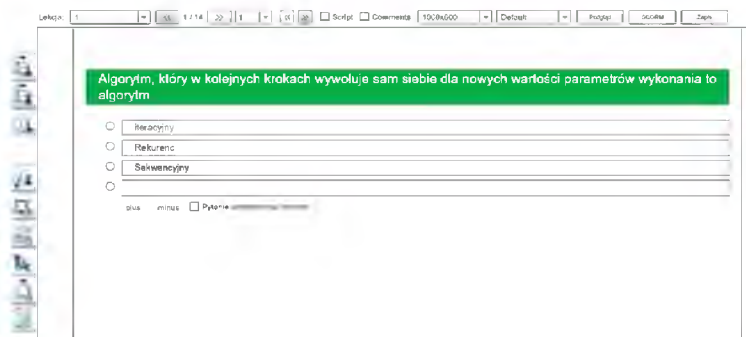 Lekcja: 1 << 1 / 14 >> 1 Script Comments 1000x600 Default Podgląd SCORM Zapis
Algorytm, który w kolejnych krokach wywołuje sam siebie dla nowych wartości parametrów wykonania to
algorytm
Iteracyjny
Rekurenc
Sekwencyjny
plus minus Pytanie